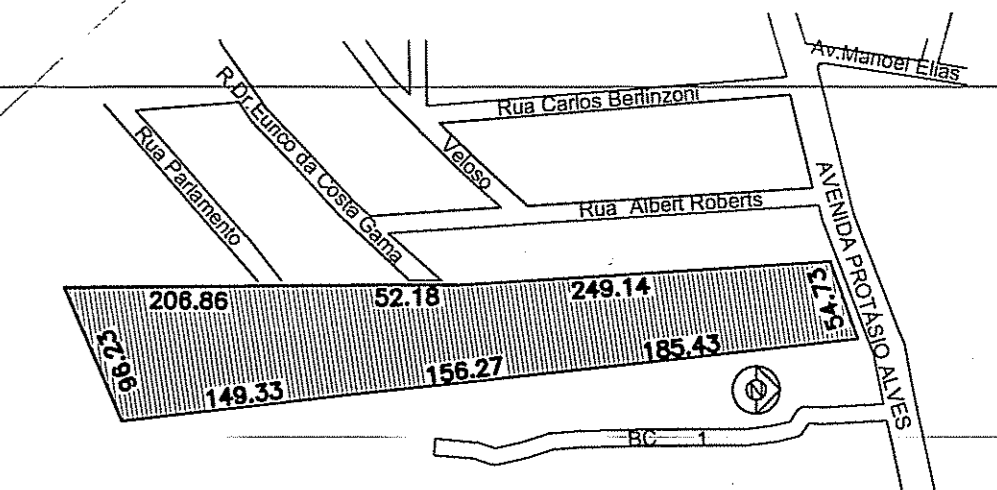 Av.Manoel Elias
Rua Carlos Berlinzoni
R.Dr.Eurico da Costa Gama
Rua Parlamento
Veloso
Rua Albert Roberts
AVENIDA PROTÁSIO ALVES
206.86
52.18
249.14
54.73
96.23
149.33
156.27
185.43
N
BC 1